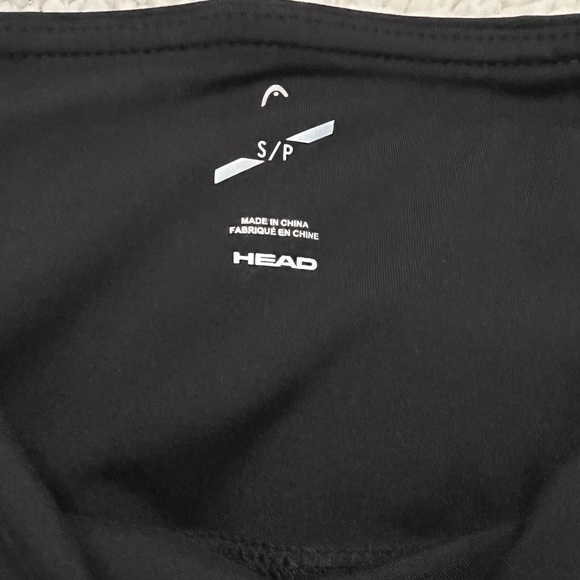 S/P
MADE IN CHINA
FABRIQUÉ EN CHINE
HEAD